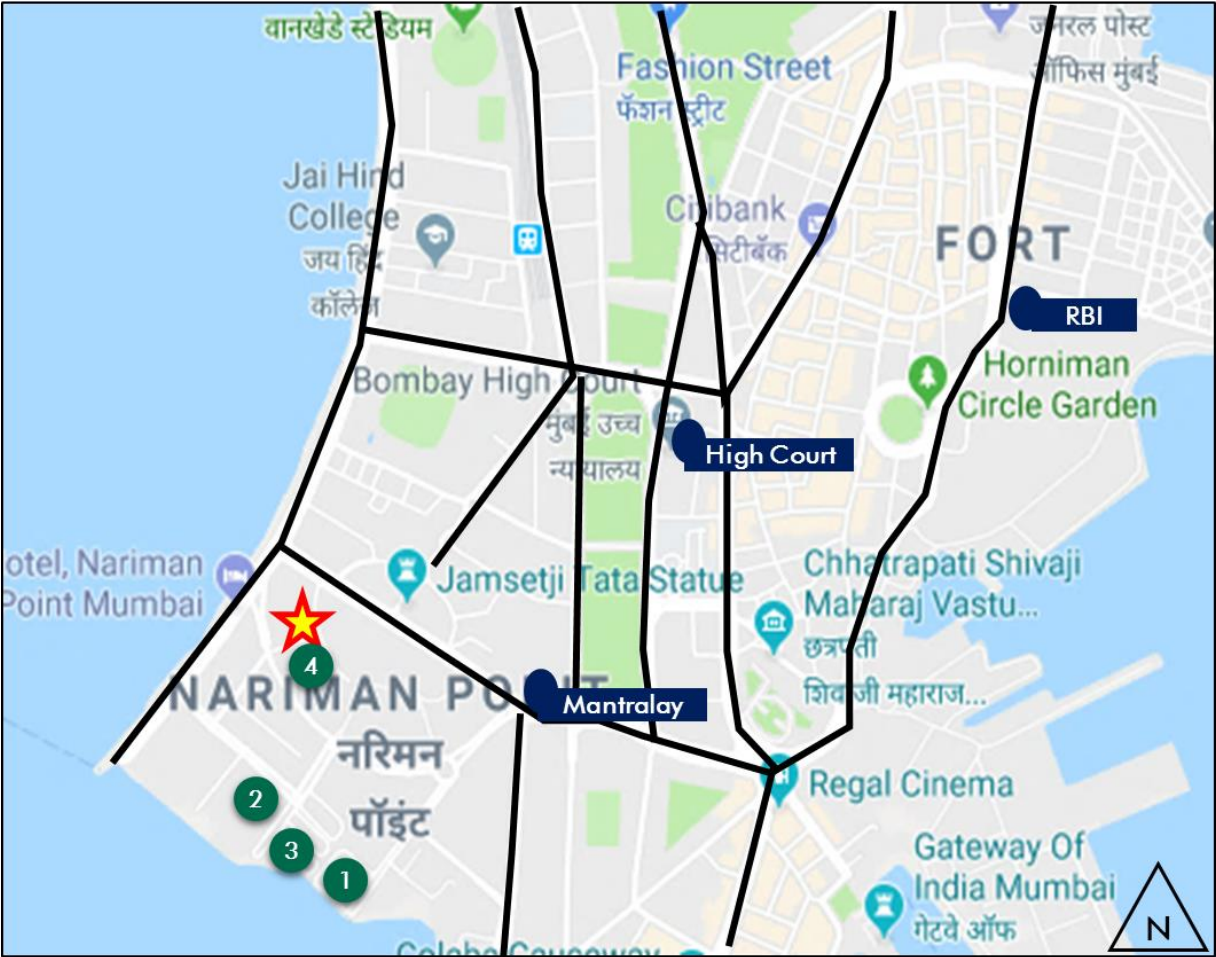 वानखेडे स्टेडियम
जनरल पोस्ट
ऑफिस मुंबई
Fashion Street
फॅशन स्ट्रीट
Jai Hind
College
जय हिंद
कॉलेज
Citibank
सिटीबँक
FORT
RBI
Horniman
Circle Garden
Bombay High Court
मुंबई उच्च
न्यायालय
High Court
otel, Nariman
Point Mumbai
Jamsetji Tata Statue
Chhatrapati Shivaji
Maharaj Vastu...
छत्रपती
शिवाजी महाराज...
4
NARIMAN POINT
नरिमन
पॉइंट
Mantralay
2
3
1
Regal Cinema
Gateway Of
India Mumbai
गेटवे ऑफ
Colaba Causeway
N